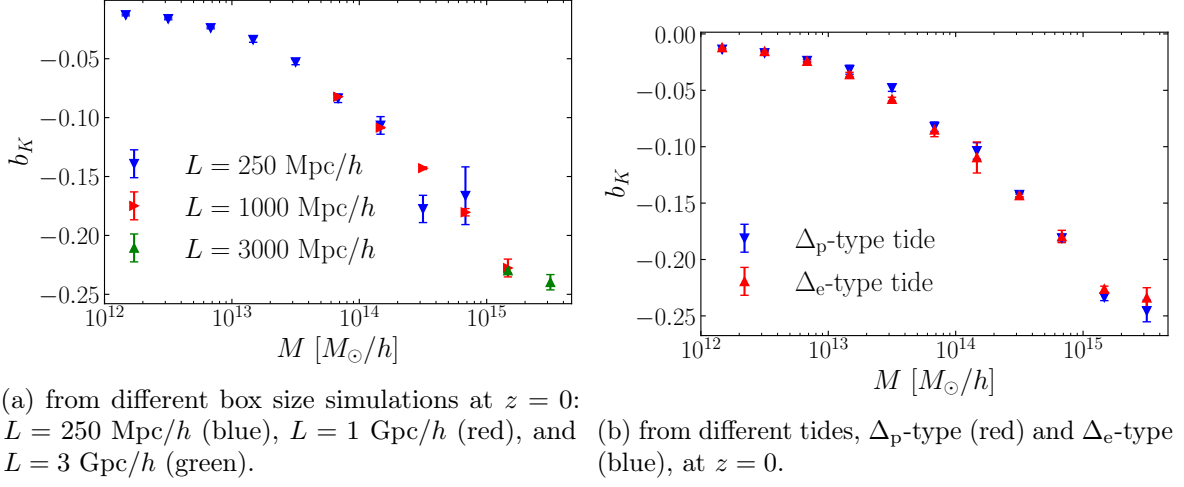 −0.05
−0.10
−0.15
−0.20
−0.25
b_K
L = 250 Mpc/h
L = 1000 Mpc/h
L = 3000 Mpc/h
10^12 10^13 10^14 10^15
M [M_⊙/h]
(a) from different box size simulations at z = 0:
L = 250 Mpc/h (blue), L = 1 Gpc/h (red), and
L = 3 Gpc/h (green).
0.00
−0.05
−0.10
−0.15
−0.20
−0.25
b_K
Δ_p-type tide
Δ_e-type tide
10^12 10^13 10^14 10^15
M [M_⊙/h]
(b) from different tides, Δ_p-type (red) and Δ_e-type
(blue), at z = 0.